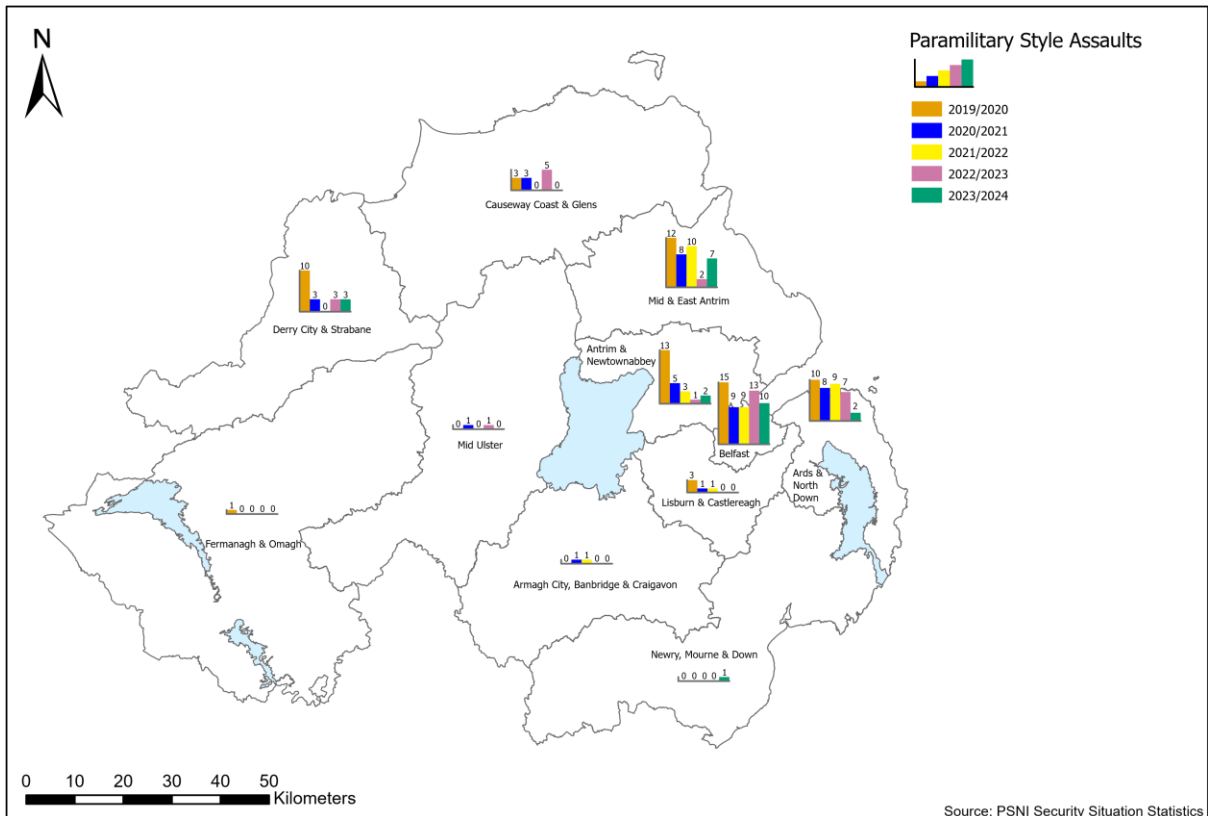 N
Paramilitary Style Assaults
2019/2020
2020/2021
2021/2022
2022/2023
2023/2024
3 3 0 5 0
Causeway Coast & Glens
12 8 10 2 7
Mid & East Antrim
10 3 0 3 3
Derry City & Strabane
Antrim &
Newtownabbey
13 5 3 1 2
15 9 9 13 10
Belfast
10 8 9 7 2
Ards &
North
Down
0 1 0 1 0
Mid Ulster
3 1 1 0 0
Lisburn & Castlereagh
1 0 0 0 0
Fermanagh & Omagh
0 1 1 0 0
Armagh City, Banbridge & Craigavon
Newry, Mourne & Down
0 0 0 0 1
0 10 20 30 40 50
Kilometers
Source: PSNI Security Situation Statistics